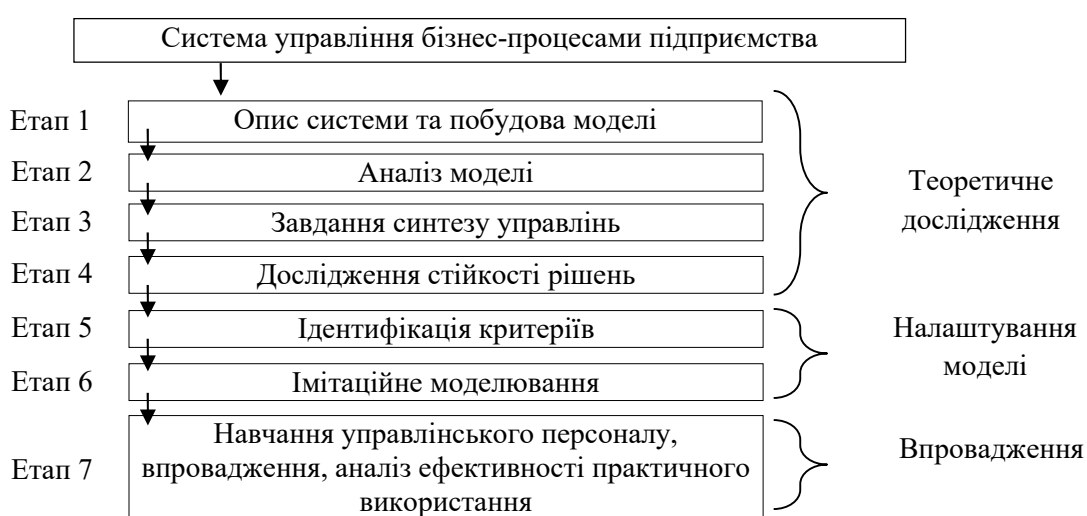 Система управління бізнес-процесами підприємства
Етап 1
Опис системи та побудова моделі
Етап 2
Аналіз моделі
Етап 3
Завдання синтезу управлінь
Етап 4
Дослідження стійкості рішень
Теоретичне
дослідження
Етап 5
Ідентифікація критеріїв
Етап 6
Імітаційне моделювання
Налаштування
моделі
Етап 7
Навчання управлінського персоналу,
впровадження, аналіз ефективності практичного
використання
Впровадження